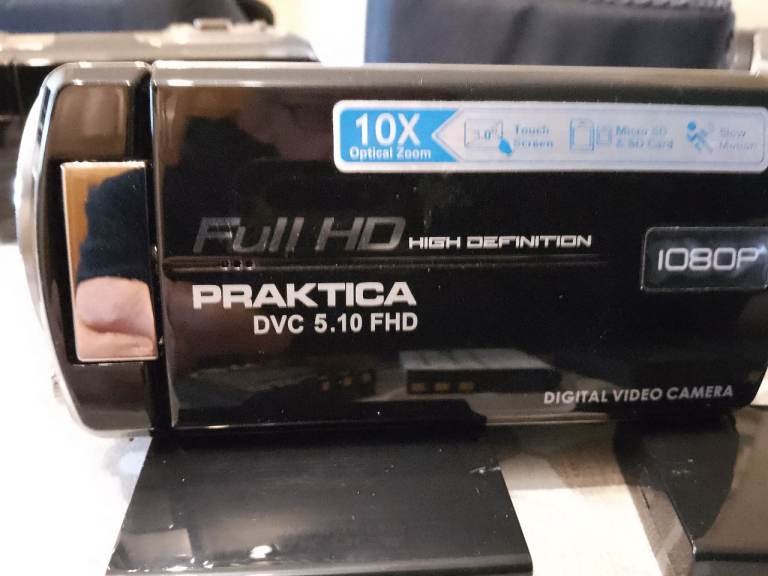 10X
Optical Zoom
3.0"
Touch
Screen
Micro SD
& SD Card
Slow
Motion
Full HD HIGH DEFINITION
1080P
PRAKTICA
DVC 5.10 FHD
DIGITAL VIDEO CAMERA